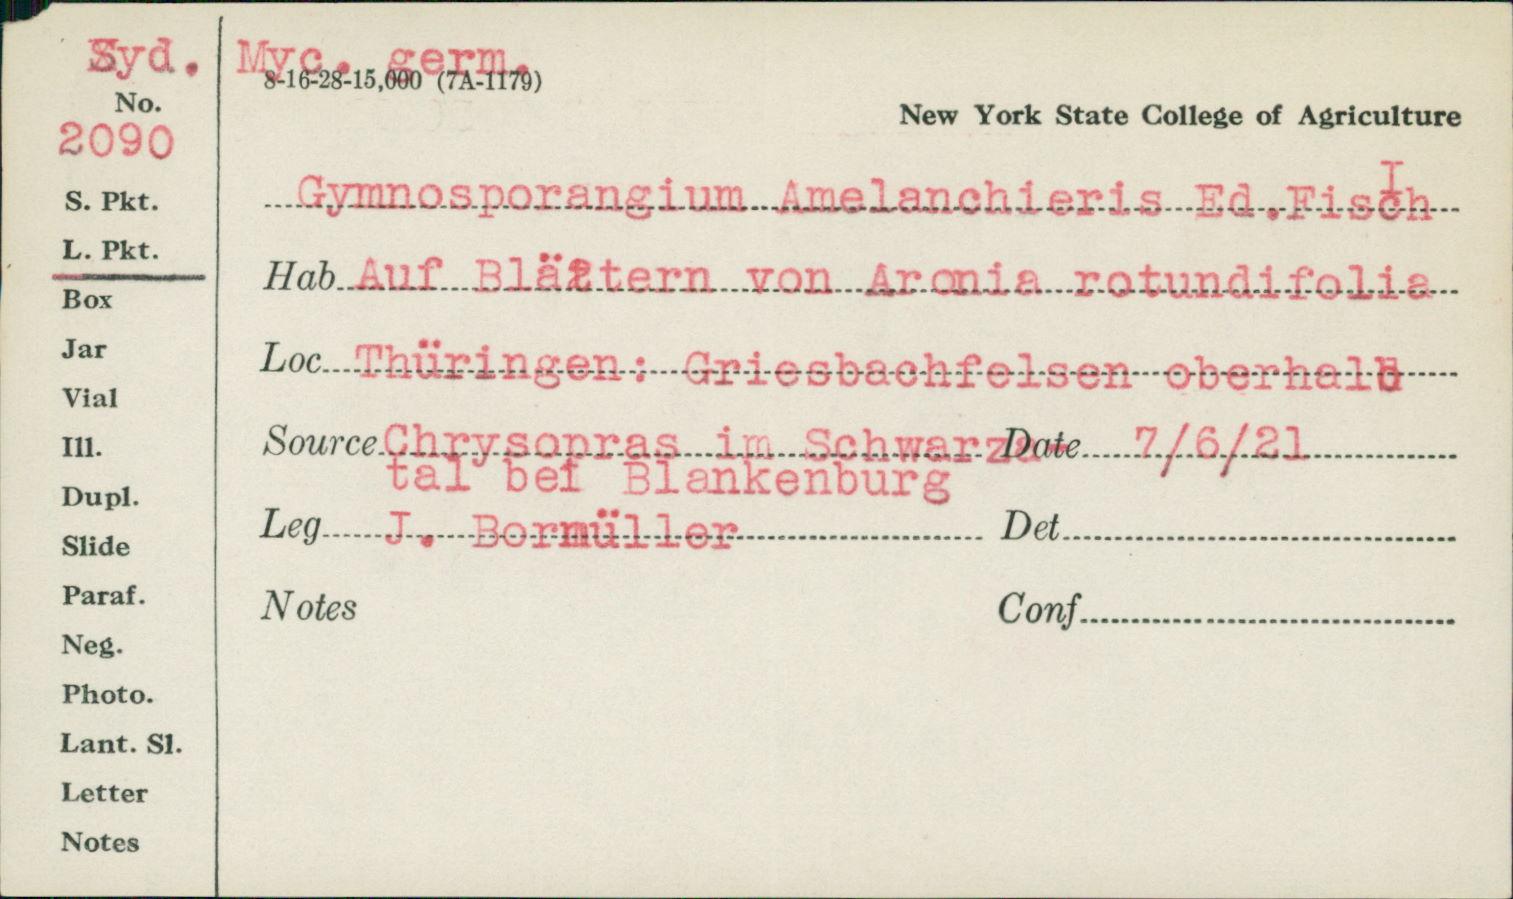 Syd. Myc. germ.
8-16-28-15,000 (7A-1179)
No.
2090
New York State College of Agriculture
S. Pkt.
L. Pkt.
Box
Jar
Vial
Ill.
Dupl.
Slide
Paraf.
Neg.
Photo.
Lant. Sl.
Letter
Notes
I
Gymnosporangium Amelanchieris Ed.Fisch
Hab Auf Blättern von Aronia rotundifolia
Loc Thüringen: Griesbachfelsen oberhalb
Source Chrysopras im Schwarza- Date 7/6/21
tal bei Blankenburg
Leg J. Bormüller Det
Notes Conf